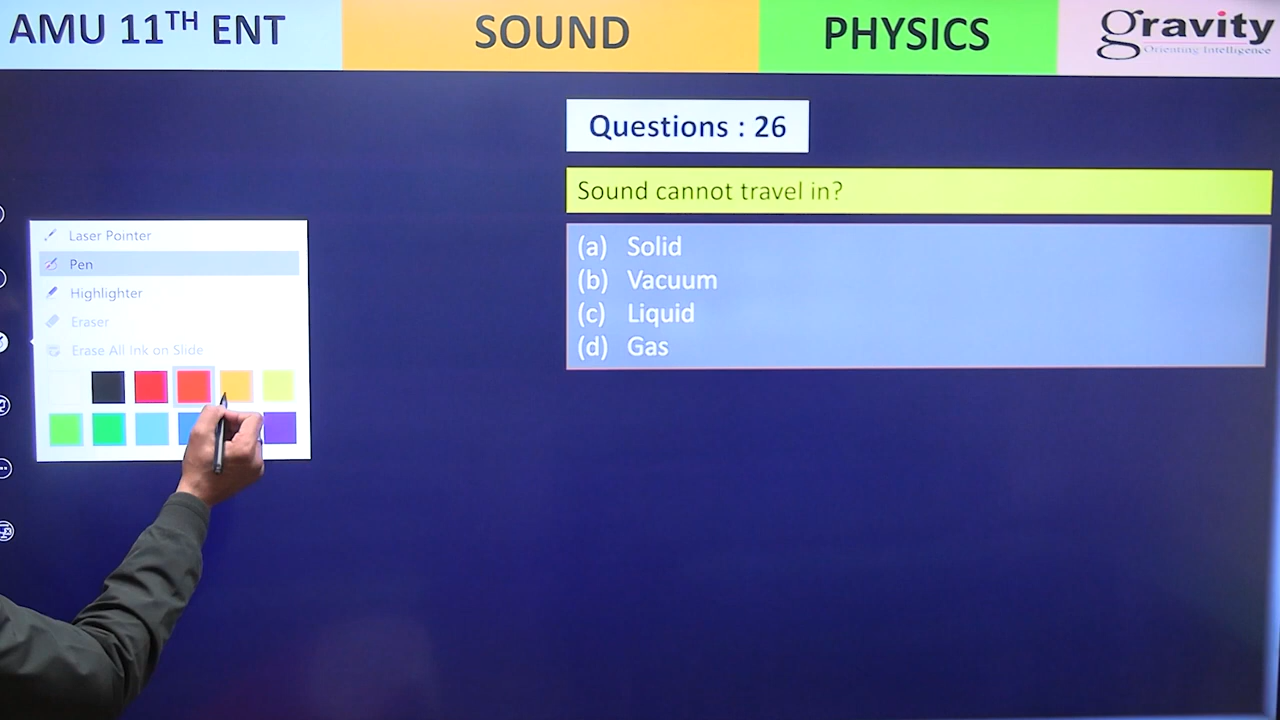 AMU 11TH ENT
SOUND
PHYSICS
gravity
Orienting Intelligence
Questions : 26
Sound cannot travel in?
(a) Solid
(b) Vacuum
(c) Liquid
(d) Gas
Laser Pointer
Pen
Highlighter
Eraser
Erase All Ink on Slide